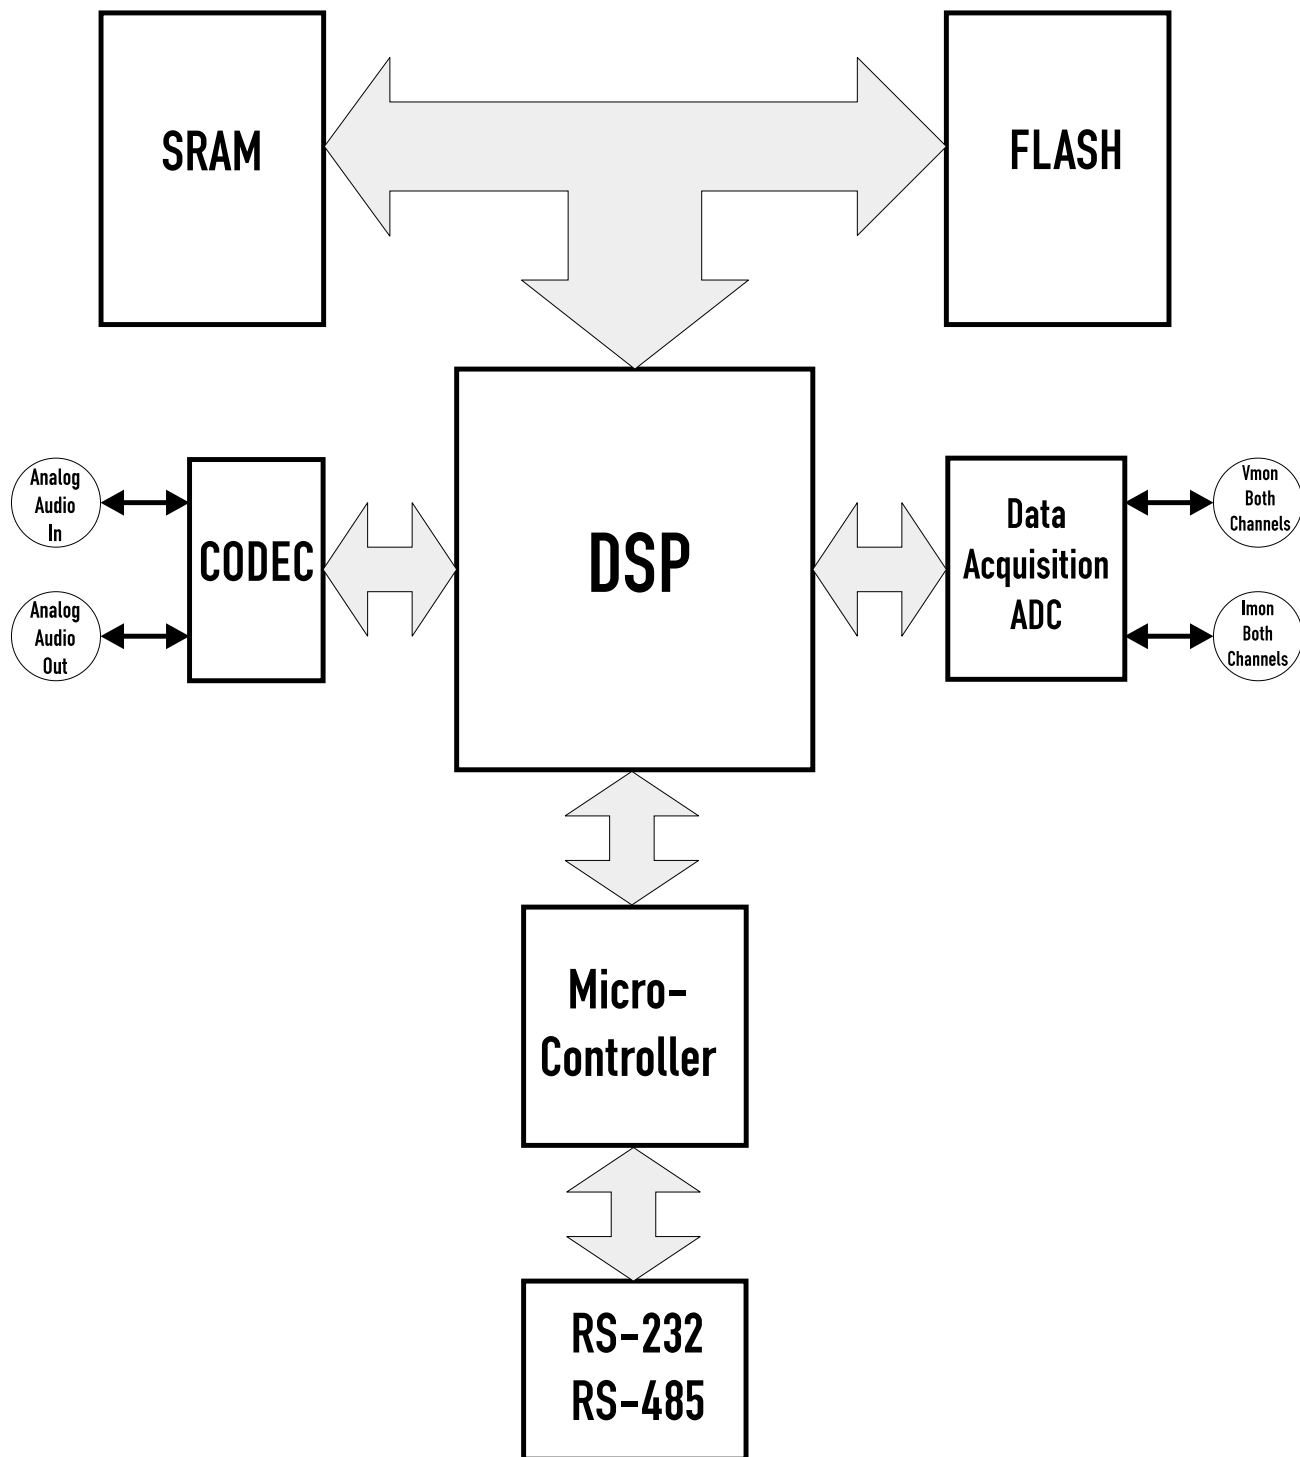 SRAM
FLASH
Analog
Audio
In
Analog
Audio
Out
CODEC
DSP
Data
Acquisition
ADC
Vmon
Both
Channels
Imon
Both
Channels
Micro-
Controller
RS-232
RS-485